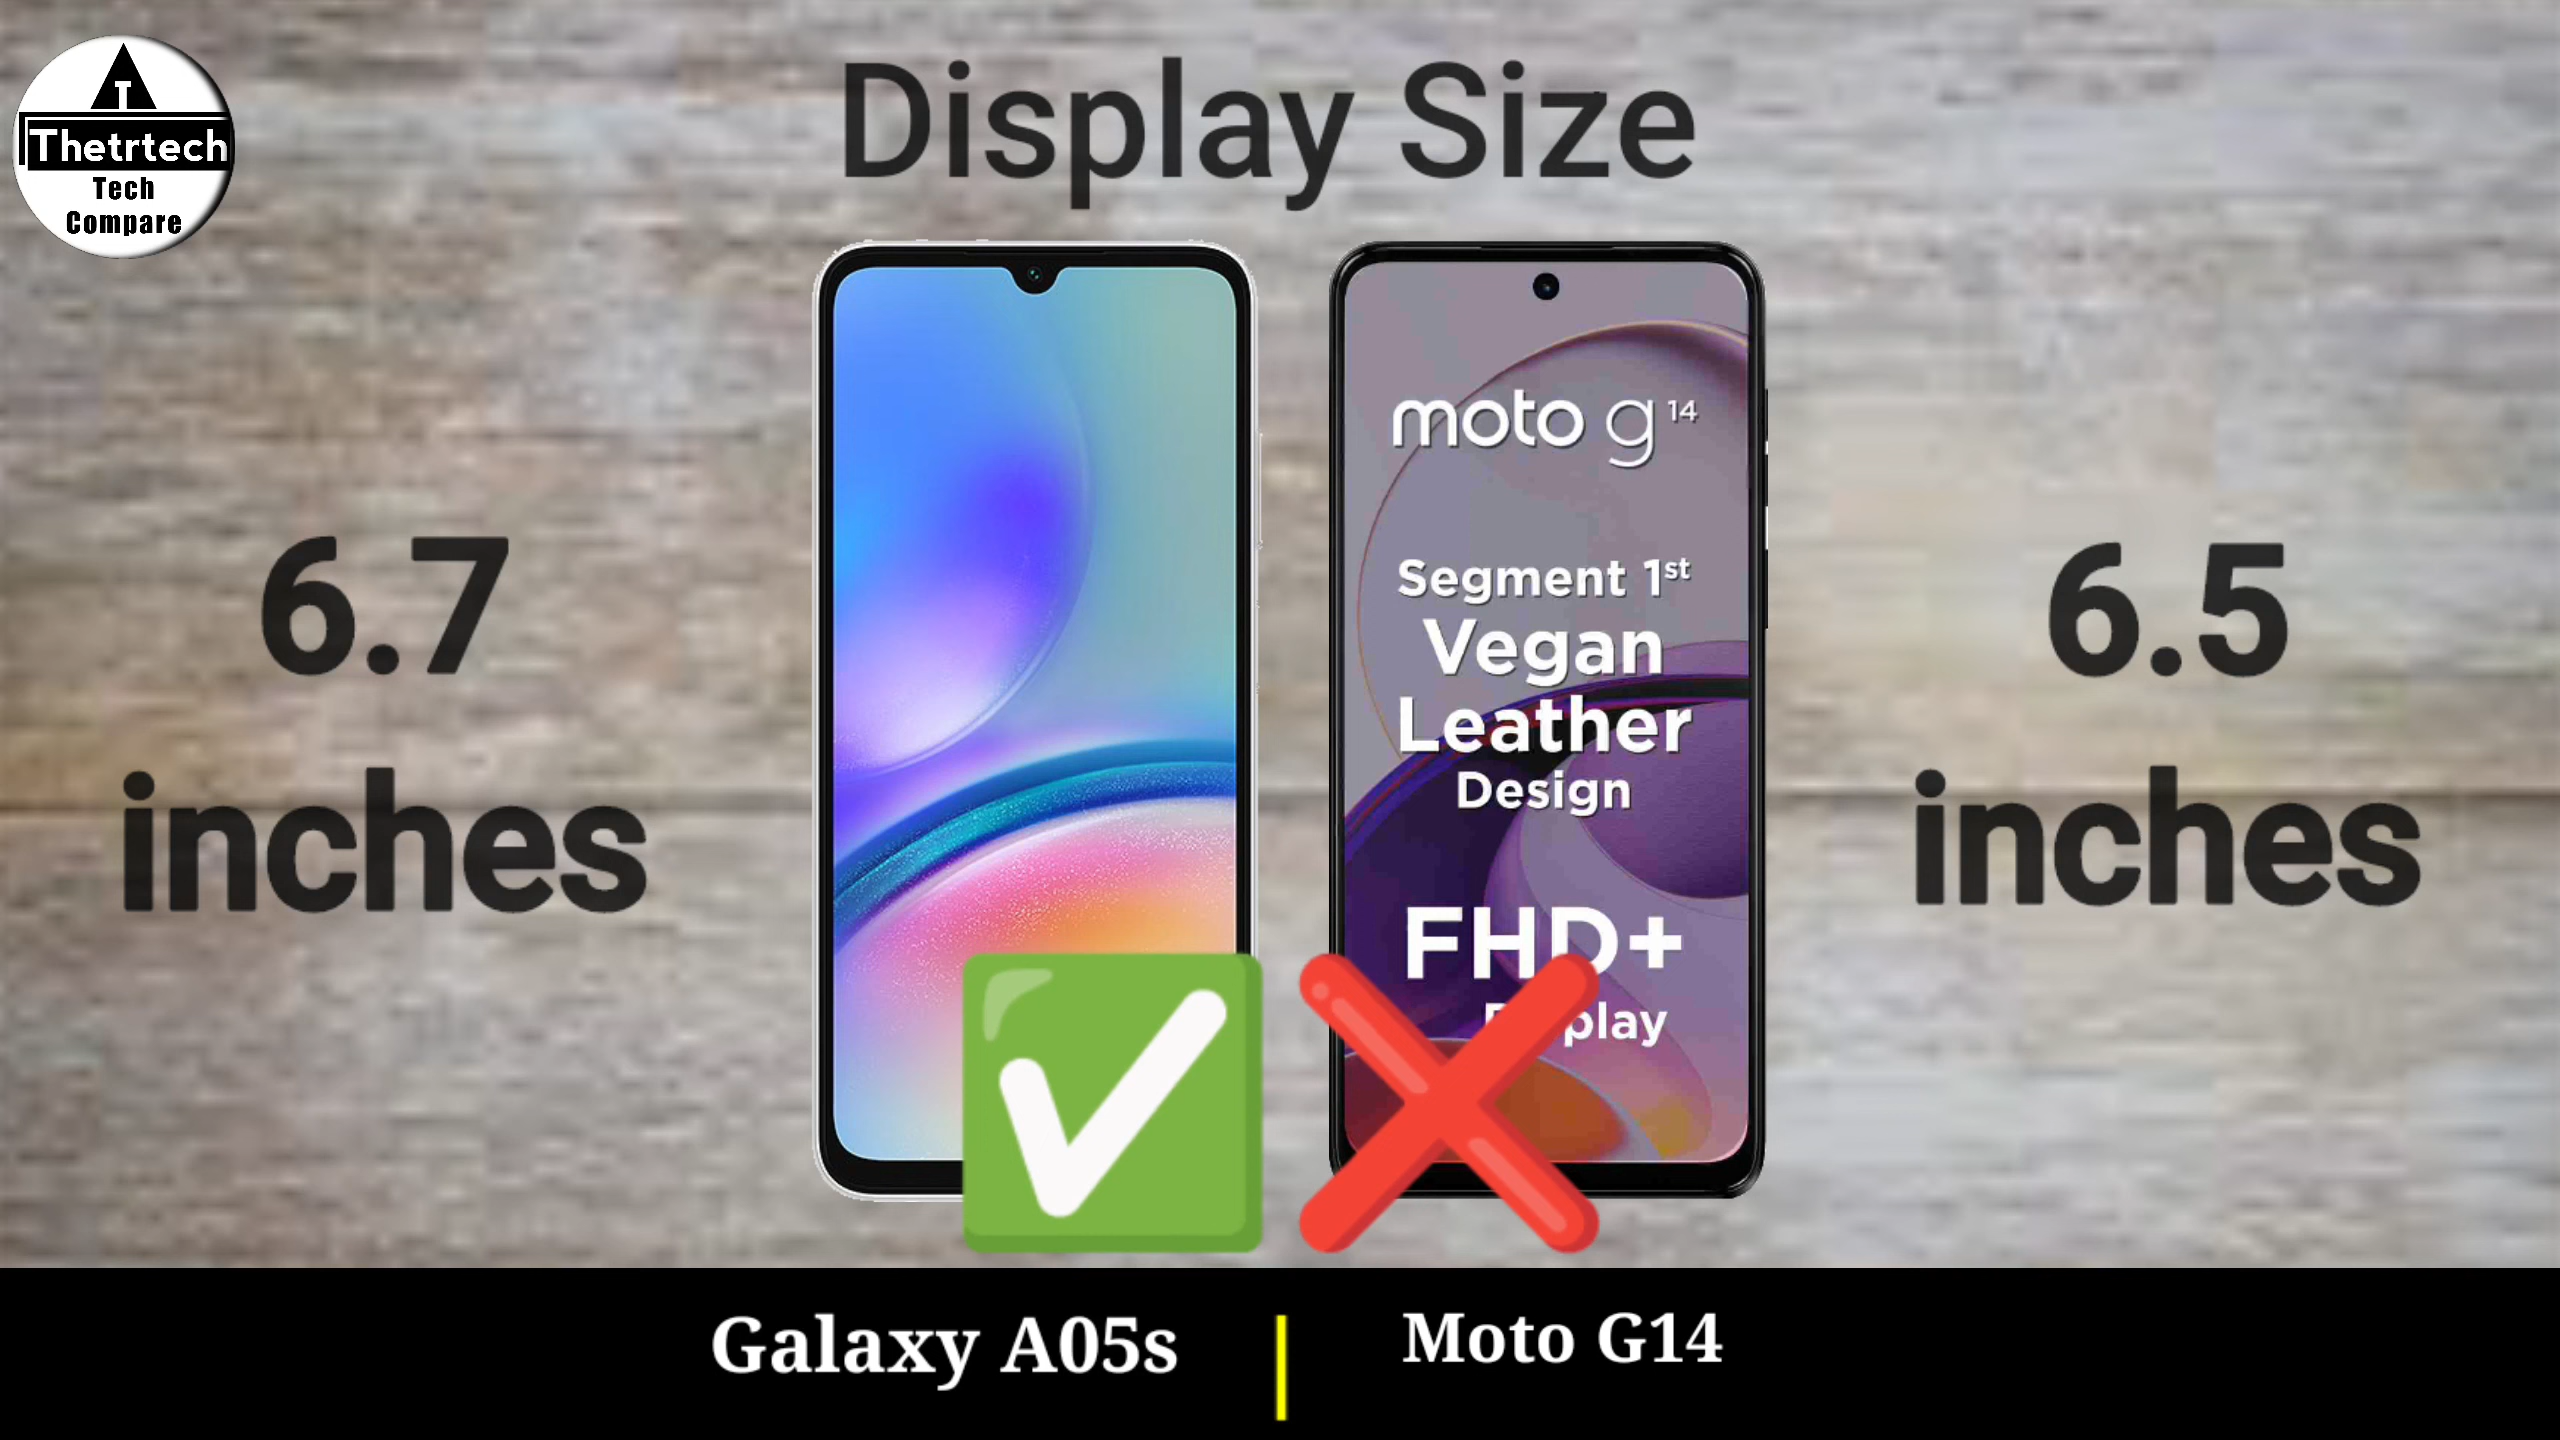 T
Thetrtech
Tech
Compare
Display Size
6.7
inches
moto g 14
Segment 1st
Vegan
Leather
Design
FHD+
Display
6.5
inches
Galaxy A05s
Moto G14